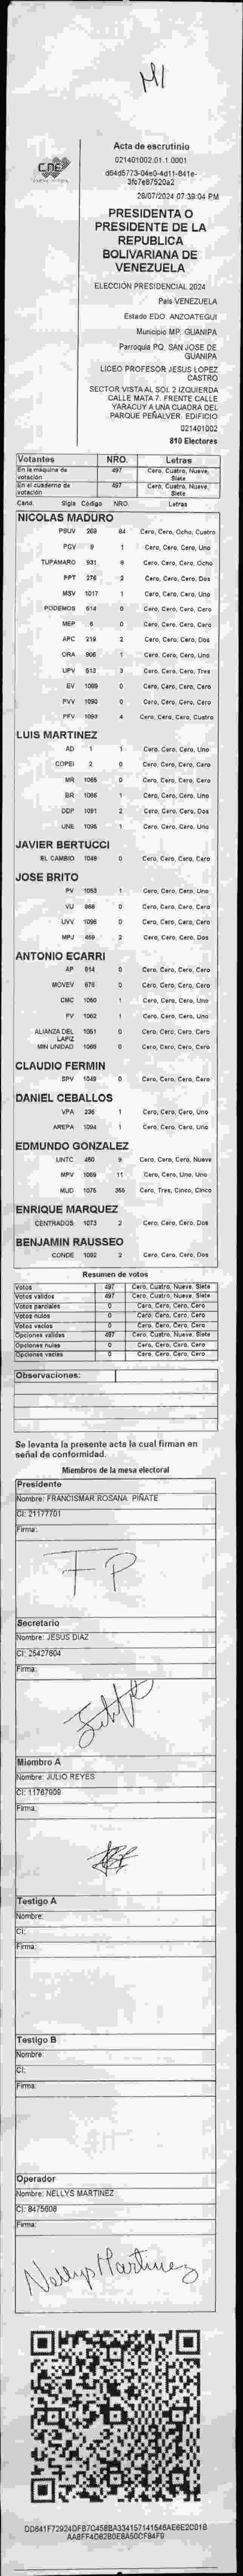 M1
CNE
Acta de escrutinio
021401002.01.1.0001
d64d5773-04e0-4d11-841e-
3fc7e87520a2
28/07/2024 07:39:04 PM
PRESIDENTA O
PRESIDENTE DE LA
REPUBLICA
BOLIVARIANA DE
VENEZUELA
ELECCIÓN PRESIDENCIAL 2024
País VENEZUELA
Estado EDO. ANZOATEGUI
Municipio MP. GUANIPA
Parroquia PQ. SAN JOSE DE
GUANIPA
LICEO PROFESOR JESUS LOPEZ
CASTRO
SECTOR VISTA AL SOL 2 IZQUIERDA
CALLE MATA 7. FRENTE CALLE
YARACUY A UNA CUADRA DEL
PARQUE PEÑALVER. EDIFICIO
021401002
810 Electores
Votantes NRO. Letras
En la máquina de votación 497 Cero, Cuatro, Nueve, Siete
En el cuaderno de votación 497 Cero, Cuatro, Nueve, Siete
Cand. Sigla Código NRO. Letras
NICOLAS MADURO
PSUV 209 84 Cero, Cero, Ocho, Cuatro
PCV 9 1 Cero, Cero, Cero, Uno
TUPAMARO 931 8 Cero, Cero, Cero, Ocho
PPT 276 2 Cero, Cero, Cero, Dos
MSV 1017 1 Cero, Cero, Cero, Uno
PODEMOS 514 0 Cero, Cero, Cero, Cero
MEP 6 0 Cero, Cero, Cero, Cero
APC 219 2 Cero, Cero, Cero, Dos
ORA 906 1 Cero, Cero, Cero, Uno
UPV 513 3 Cero, Cero, Cero, Tres
EV 1089 0 Cero, Cero, Cero, Cero
PVV 1090 0 Cero, Cero, Cero, Cero
PFV 1093 4 Cero, Cero, Cero, Cuatro
LUIS MARTINEZ
AD 1 1 Cero, Cero, Cero, Uno
COPEI 2 0 Cero, Cero, Cero, Cero
MR 1065 0 Cero, Cero, Cero, Cero
BR 1066 1 Cero, Cero, Cero, Uno
DDP 1091 2 Cero, Cero, Cero, Dos
UNE 1095 1 Cero, Cero, Cero, Uno
JAVIER BERTUCCI
EL CAMBIO 1048 0 Cero, Cero, Cero, Cero
JOSE BRITO
PV 1053 1 Cero, Cero, Cero, Uno
VU 968 0 Cero, Cero, Cero, Cero
UVV 1096 0 Cero, Cero, Cero, Cero
MPJ 459 2 Cero, Cero, Cero, Dos
ANTONIO ECARRI
AP 814 0 Cero, Cero, Cero, Cero
MOVEV 876 0 Cero, Cero, Cero, Cero
CMC 1050 1 Cero, Cero, Cero, Uno
FV 1062 1 Cero, Cero, Cero, Uno
ALIANZA DEL LAPIZ 1051 0 Cero, Cero, Cero, Cero
MIN UNIDAD 1068 0 Cero, Cero, Cero, Cero
CLAUDIO FERMIN
SPV 1049 0 Cero, Cero, Cero, Cero
DANIEL CEBALLOS
VPA 236 1 Cero, Cero, Cero, Uno
AREPA 1094 1 Cero, Cero, Cero, Uno
EDMUNDO GONZALEZ
UNTC 460 9 Cero, Cero, Cero, Nueve
MPV 1069 11 Cero, Cero, Uno, Uno
MUD 1075 355 Cero, Tres, Cinco, Cinco
ENRIQUE MARQUEZ
CENTRADOS 1073 2 Cero, Cero, Cero, Dos
BENJAMIN RAUSSEO
CONDE 1092 2 Cero, Cero, Cero, Dos
Resumen de votos
Votos 497 Cero, Cuatro, Nueve, Siete
Votos validos 497 Cero, Cuatro, Nueve, Siete
Votos parciales 0 Cero, Cero, Cero, Cero
Votos nulos 0 Cero, Cero, Cero, Cero
Votos vacíos 0 Cero, Cero, Cero, Cero
Opciones validas 497 Cero, Cuatro, Nueve, Siete
Opciones nulas 0 Cero, Cero, Cero, Cero
Opciones vacías 0 Cero, Cero, Cero, Cero
Observaciones:
Se levanta la presente acta la cual firman en
señal de conformidad.
Miembros de la mesa electoral
Presidente
Nombre: FRANCISMAR ROSANA PIÑATE
CI: 21177701
Firma:
FP
Secretario
Nombre: JESUS DIAZ
CI: 25427604
Firma:
Miembro A
Nombre: JULIO REYES
CI: 11767909
Firma:
Testigo A
Nombre:
CI:
Firma:
Testigo B
Nombre:
CI:
Firma:
Operador
Nombre: NELLYS MARTINEZ
CI: 8475608
Firma:
Nellys Martinez